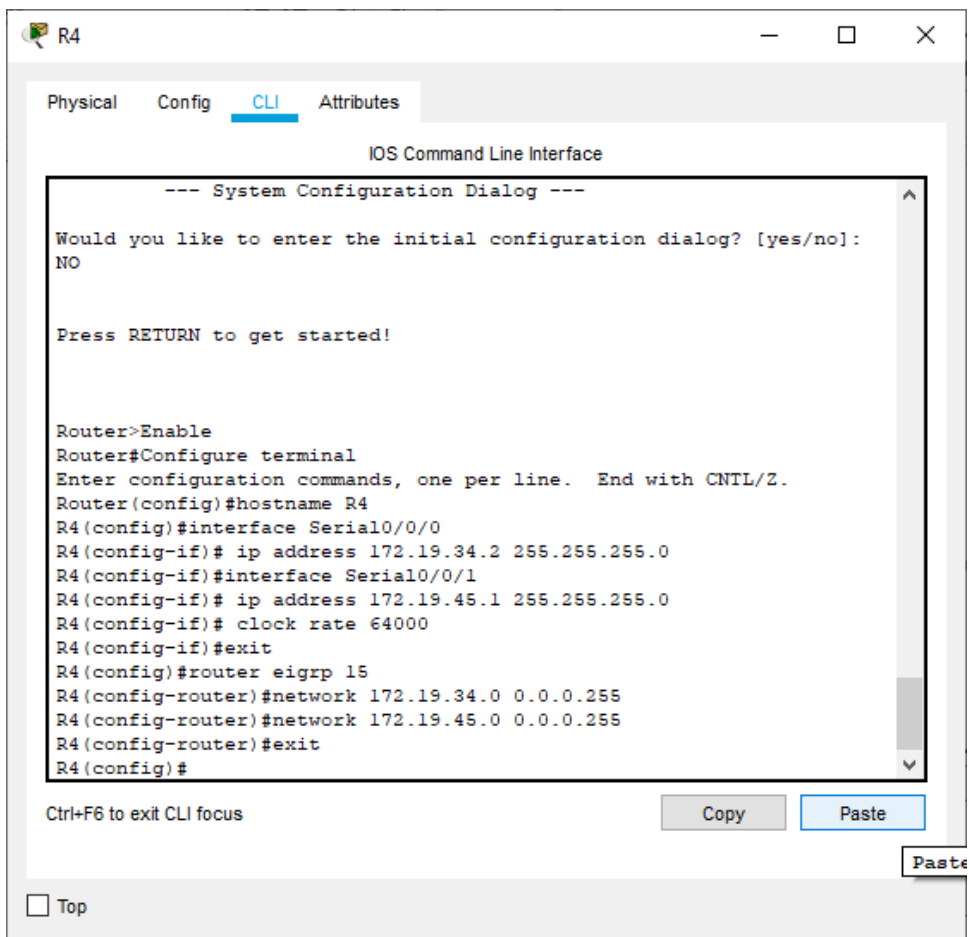 R4
Physical Config CLI Attributes
IOS Command Line Interface
--- System Configuration Dialog ---
Would you like to enter the initial configuration dialog? [yes/no]:
NO
Press RETURN to get started!
Router>Enable
Router#Configure terminal
Enter configuration commands, one per line.  End with CNTL/Z.
Router(config)#hostname R4
R4(config)#interface Serial0/0/0
R4(config-if)# ip address 172.19.34.2 255.255.255.0
R4(config-if)#interface Serial0/0/1
R4(config-if)# ip address 172.19.45.1 255.255.255.0
R4(config-if)# clock rate 64000
R4(config-if)#exit
R4(config)#router eigrp 15
R4(config-router)#network 172.19.34.0 0.0.0.255
R4(config-router)#network 172.19.45.0 0.0.0.255
R4(config-router)#exit
R4(config)#
Ctrl+F6 to exit CLI focus Copy Paste
Paste
Top